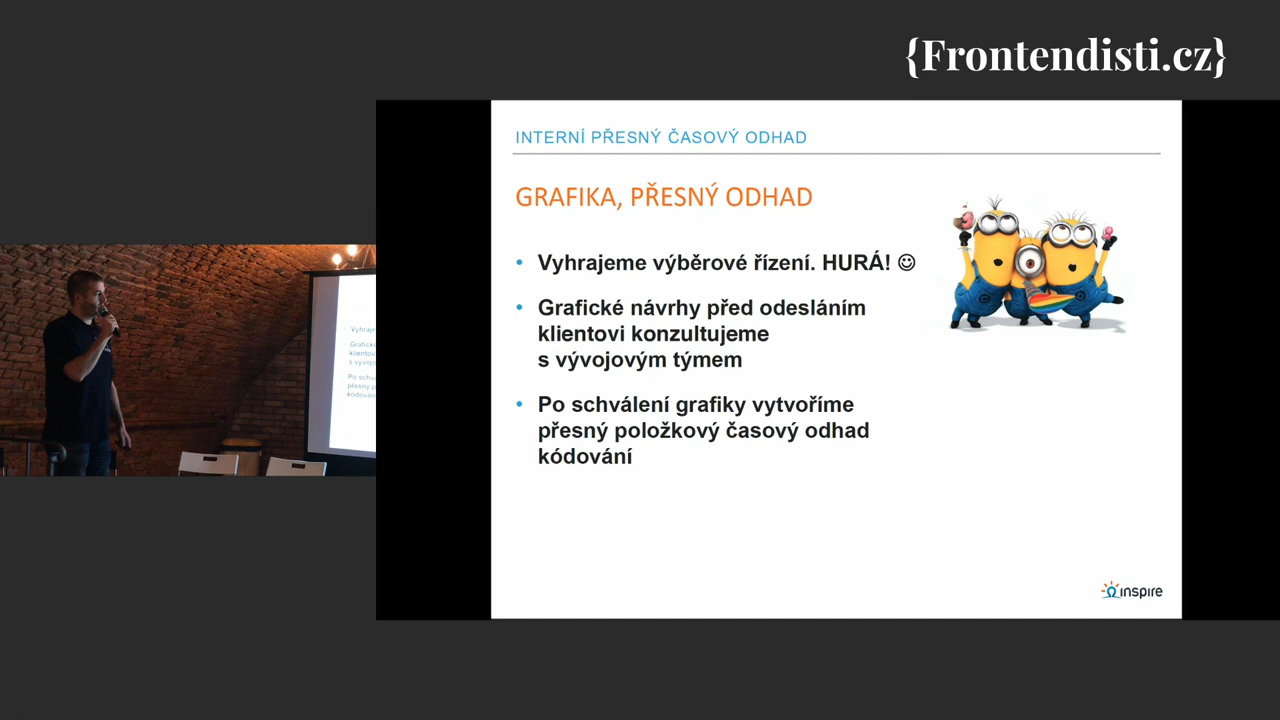 {Frontendisti.cz}
INTERNÍ PŘESNÝ ČASOVÝ ODHAD
GRAFIKA, PŘESNÝ ODHAD
• Vyhrajeme výběrové řízení. HURÁ! ☺
• Grafické návrhy před odesláním
klientovi konzultujeme
s vývojovým týmem
• Po schválení grafiky vytvoříme
přesný položkový časový odhad
kódování
inspire